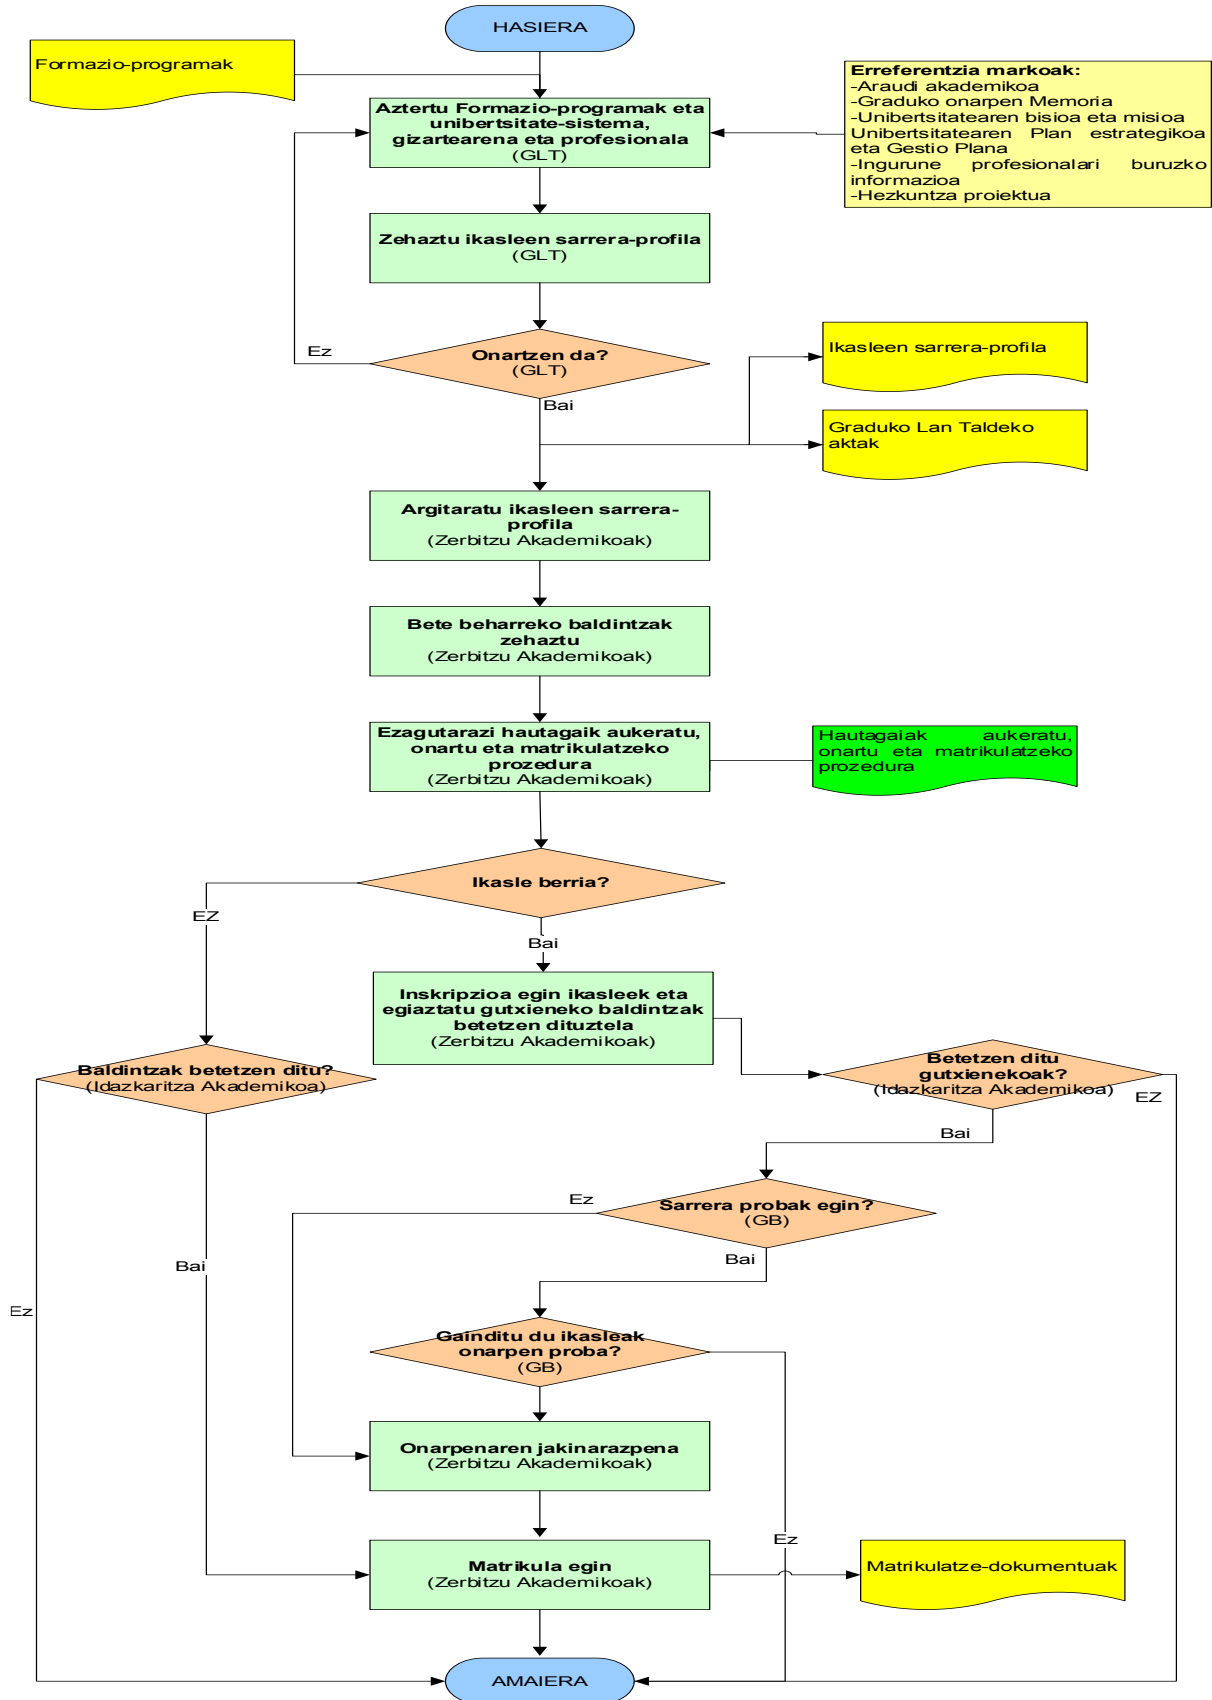 HASIERA
Formazio-programak
Erreferentzia markoak:
-Araudi akademikoa
-Graduko onarpen Memoria
-Unibertsitatearen bisioa eta misioa
Unibertsitatearen Plan estrategikoa
eta Gestio Plana
-Ingurune profesionalari buruzko
informazioa
-Hezkuntza proiektua
Aztertu Formazio-programak eta
unibertsitate-sistema,
gizartearena eta profesionala
(GLT)
Zehaztu ikasleen sarrera-profila
(GLT)
Ez
Onartzen da?
(GLT)
Bai
Ikasleen sarrera-profila
Graduko Lan Taldeko
aktak
Argitaratu ikasleen sarrera-
profila
(Zerbitzu Akademikoak)
Bete beharreko baldintzak
zehaztu
(Zerbitzu Akademikoak)
Ezagutarazi hautagaik aukeratu,
onartu eta matrikulatzeko
prozedura
(Zerbitzu Akademikoak)
Hautagaiak aukeratu,
onartu eta matrikulatzeko
prozedura
Ikasle berria?
EZ
Bai
Inskripzioa egin ikasleek eta
egiaztatu gutxieneko baldintzak
betetzen dituztela
(Zerbitzu Akademikoak)
Baldintzak betetzen ditu?
(Idazkaritza Akademikoa)
Betetzen ditu
gutxienekoak?
(Idazkaritza Akademikoa)
EZ
Bai
Ez
Sarrera probak egin?
(GB)
Bai
Bai
Ez
Gainditu du ikasleak
onarpen proba?
(GB)
Onarpenaren jakinarazpena
(Zerbitzu Akademikoak)
Ez
Matrikula egin
(Zerbitzu Akademikoak)
Matrikulatze-dokumentuak
AMAIERA